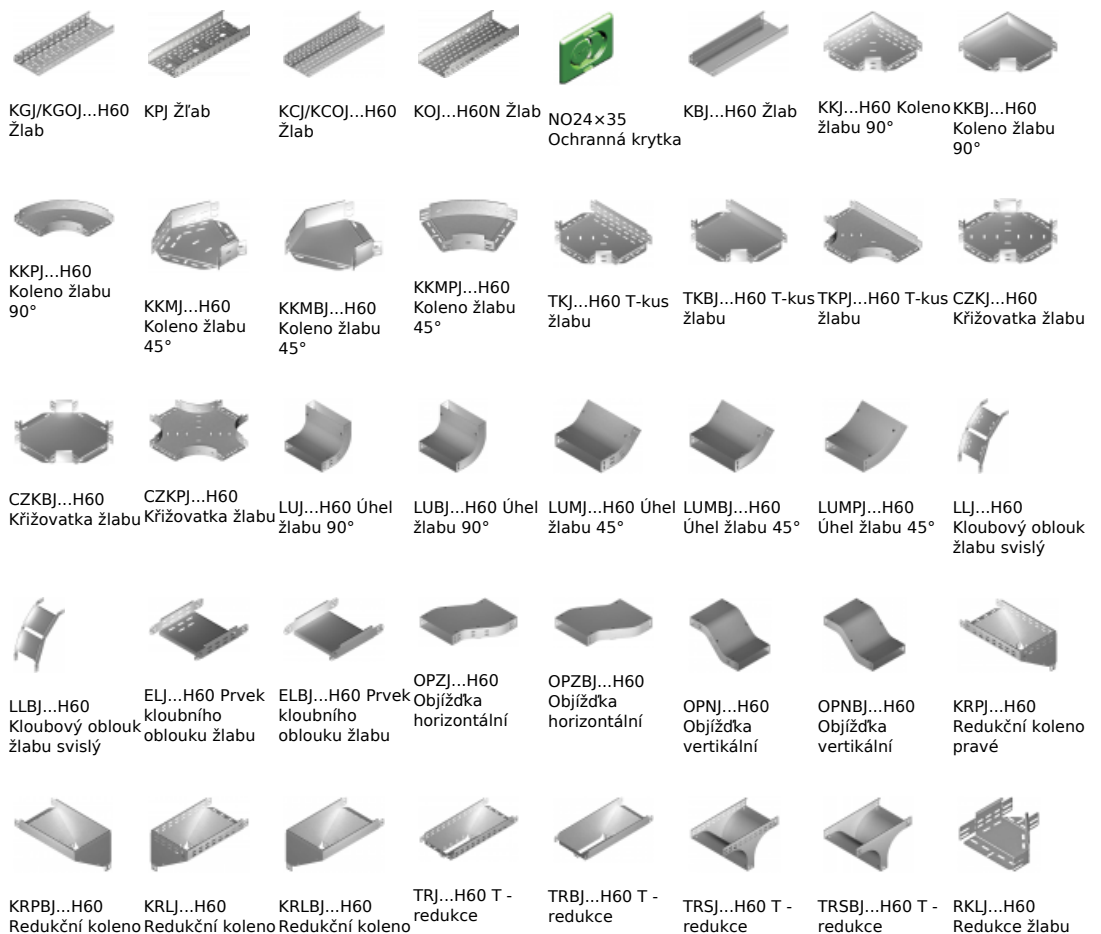 KGJ/KGOJ...H60
Žlab
KPJ Žľab
KCJ/KCOJ...H60
Žlab
KOJ...H60N Žlab
NO24×35
Ochranná krytka
KBJ...H60 Žlab
KKJ...H60 Koleno
žlabu 90°
KKBJ...H60
Koleno žlabu
90°
KKPJ...H60
Koleno žlabu
90°
KKMJ...H60
Koleno žlabu
45°
KKMBJ...H60
Koleno žlabu
45°
KKMPJ...H60
Koleno žlabu
45°
TKJ...H60 T-kus
žlabu
TKBJ...H60 T-kus
žlabu
TKPJ...H60 T-kus
žlabu
CZKJ...H60
Křižovatka žlabu
CZKBJ...H60
Křižovatka žlabu
CZKPJ...H60
Křižovatka žlabu
LUJ...H60 Úhel
žlabu 90°
LUBJ...H60 Úhel
žlabu 90°
LUMJ...H60 Úhel
žlabu 45°
LUMBJ...H60
Úhel žlabu 45°
LUMPJ...H60
Úhel žlabu 45°
LLJ...H60
Kloubový oblouk
žlabu svislý
LLBJ...H60
Kloubový oblouk
žlabu svislý
ELJ...H60 Prvek
kloubního
oblouku žlabu
ELBJ...H60 Prvek
kloubního
oblouku žlabu
OPZJ...H60
Objížďka
horizontální
OPZBJ...H60
Objížďka
horizontální
OPNJ...H60
Objížďka
vertikální
OPNBJ...H60
Objížďka
vertikální
KRPJ...H60
Redukční koleno
pravé
KRPBJ...H60
Redukční koleno
KRLJ...H60
Redukční koleno
KRLBJ...H60
Redukční koleno
TRJ...H60 T -
redukce
TRBJ...H60 T -
redukce
TRSJ...H60 T -
redukce
TRSBJ...H60 T -
redukce
RKLJ...H60
Redukce žlabu